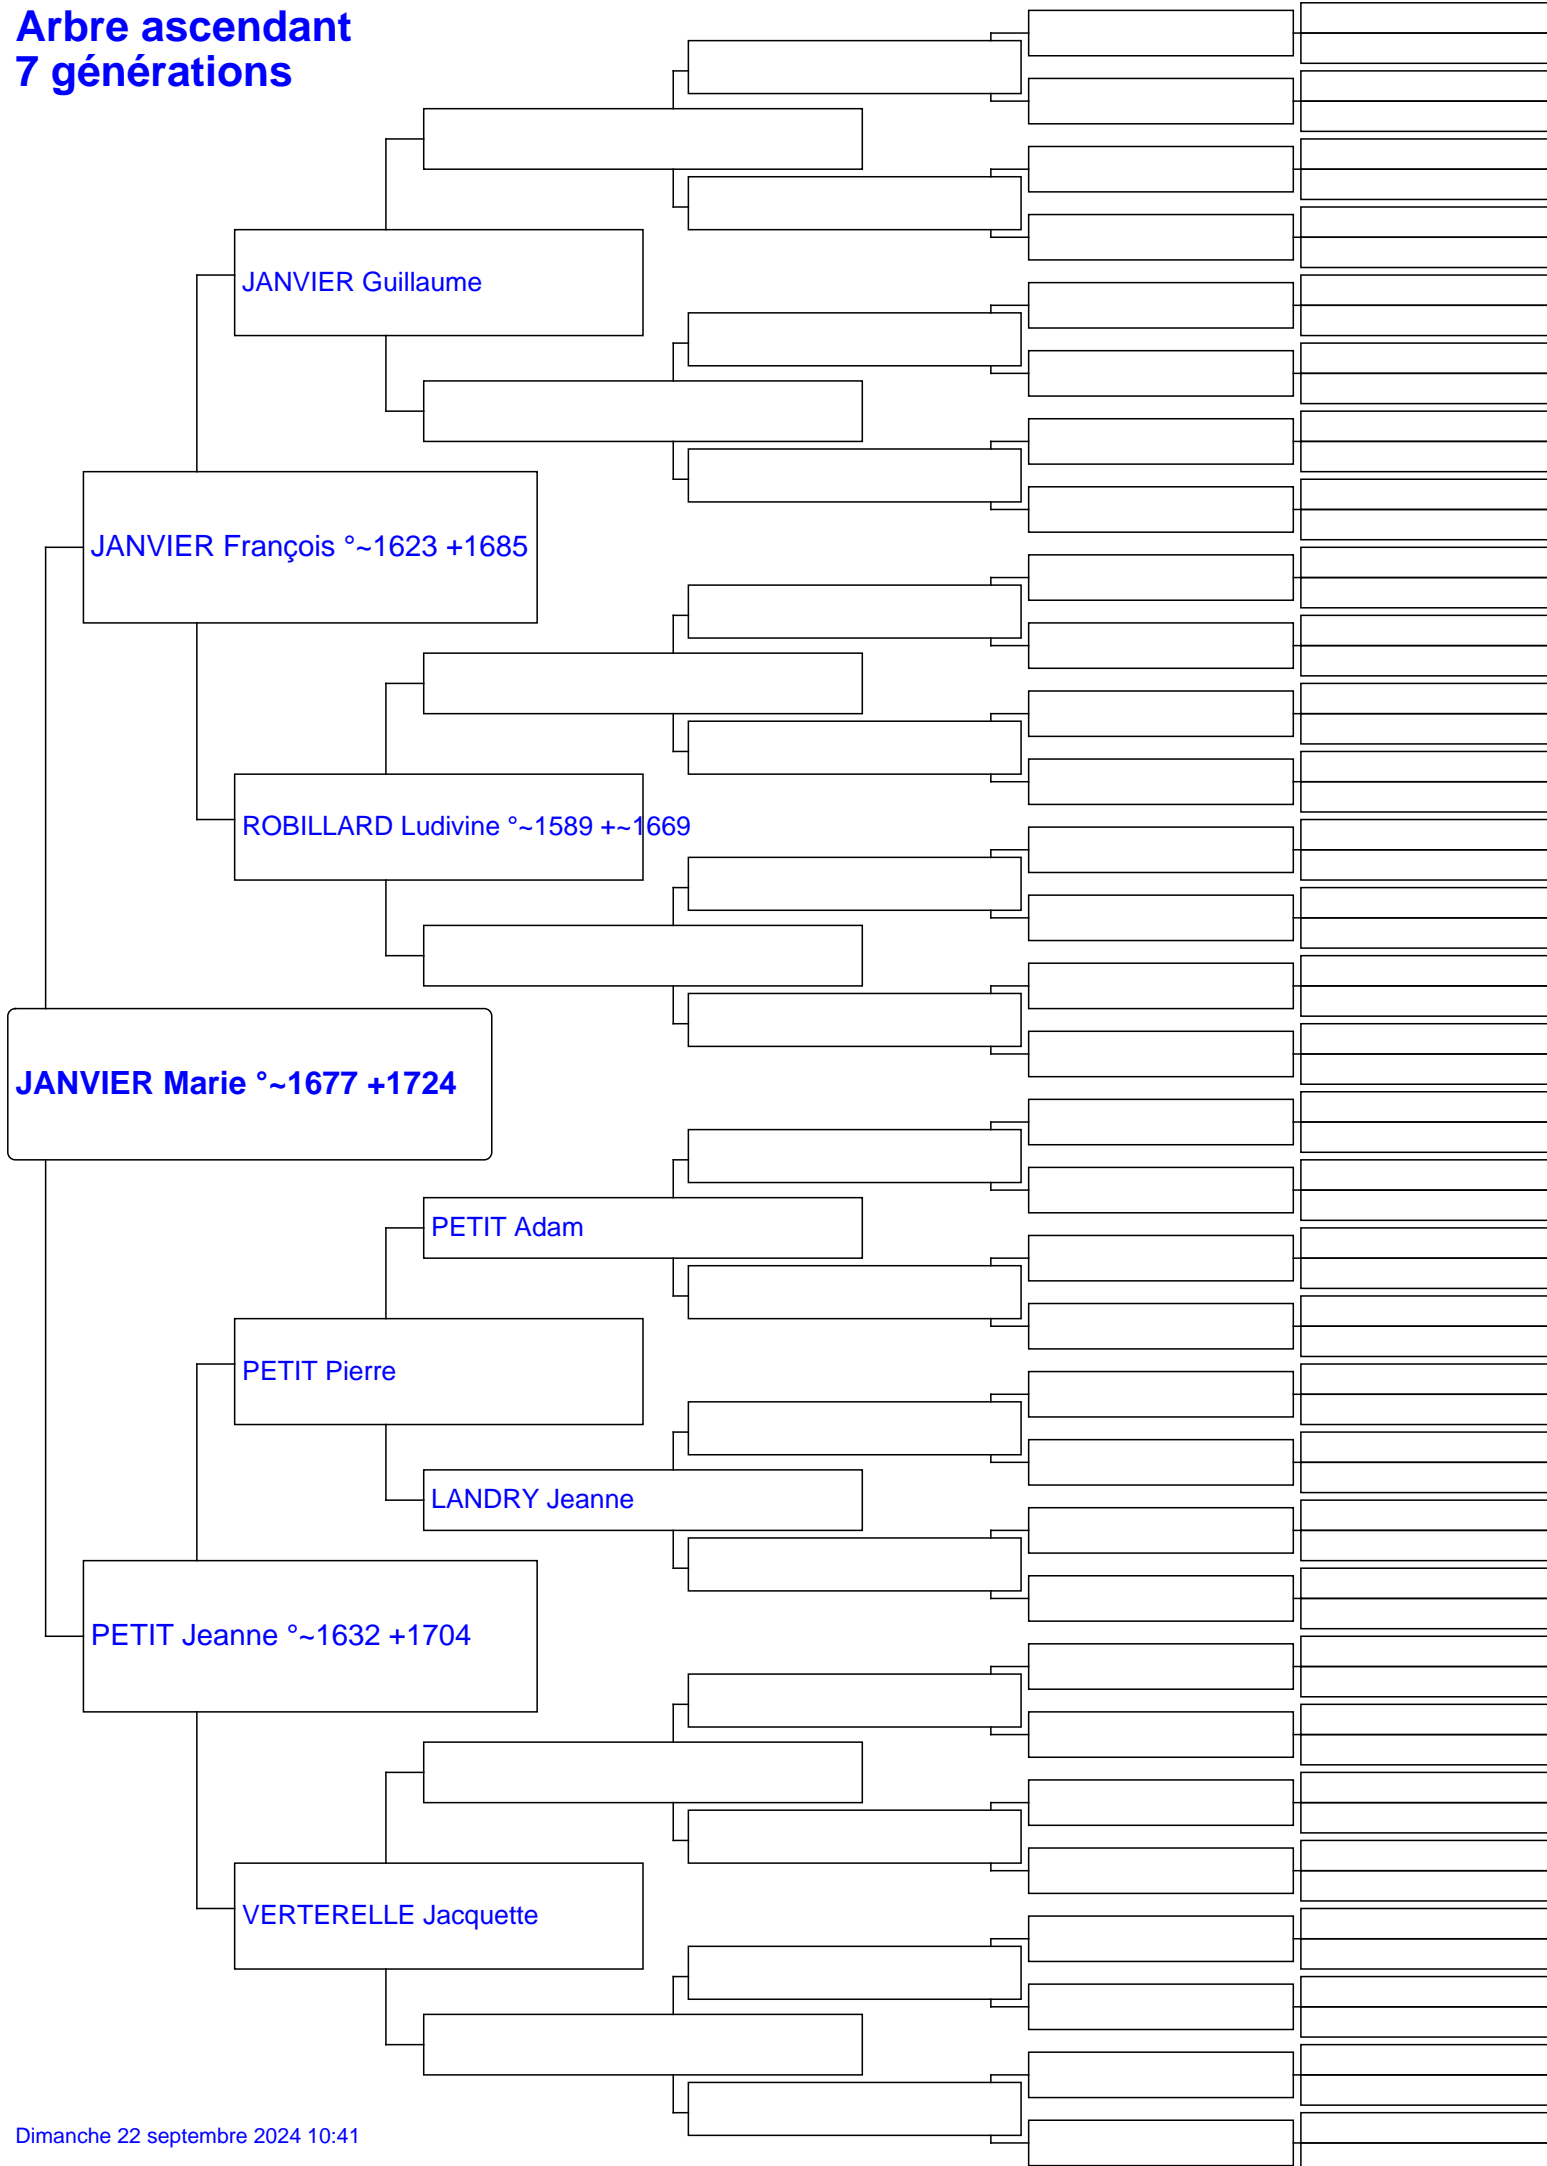 Arbre ascendant
7 générations
JANVIER Guillaume
JANVIER François °~1623 +1685
ROBILLARD Ludivine °~1589 +~1669
JANVIER Marie °~1677 +1724
PETIT Adam
PETIT Pierre
LANDRY Jeanne
PETIT Jeanne °~1632 +1704
VERTERELLE Jacquette
Dimanche 22 septembre 2024 10:41